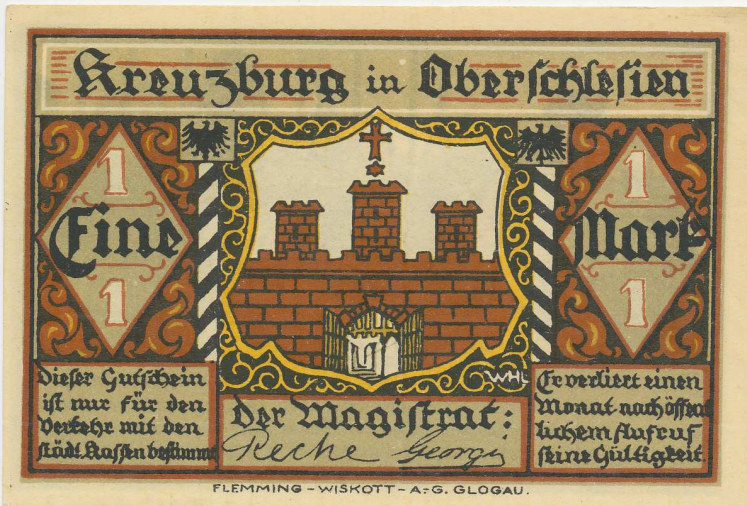 Kreuzburg in Oberschlesien
1
1
Eine
Mark
1
1
WHL
Dieser Gutschein
ist nur für den
Verkehr mit den
städt. Kassen bestimmt
Der Magistrat:
Reche Georgi
Er verliert einen
Monat nach öffent
lichem Aufruf
seine Gültigkeit
FLEMMING-WISKOTT-A.-G. GLOGAU.